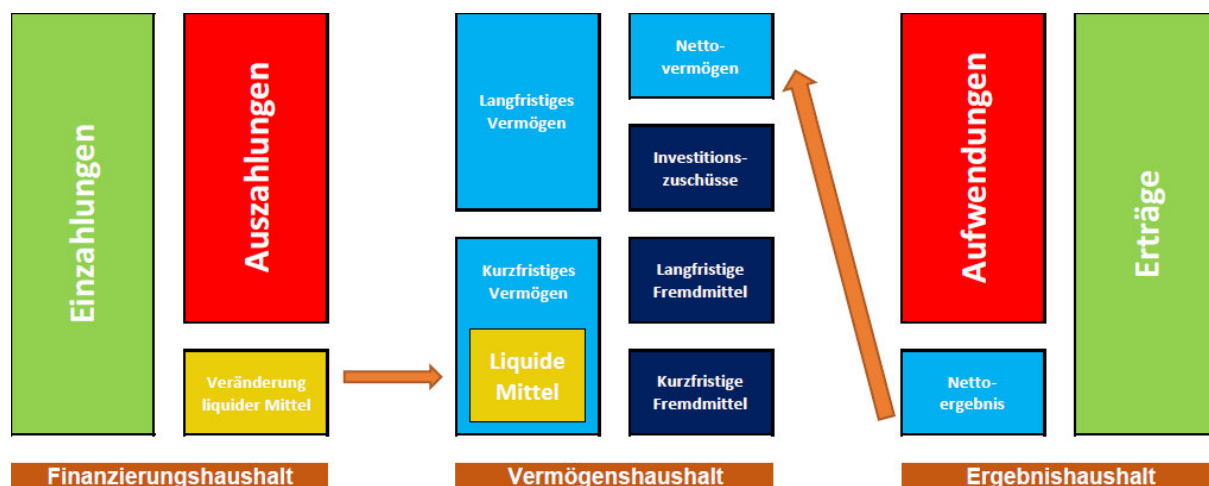 Einzahlungen
Auszahlungen
Veränderung
liquider Mittel
Finanzierungshaushalt
Langfristiges
Vermögen
Kurzfristiges
Vermögen
Liquide
Mittel
Netto-
vermögen
Investitions-
zuschüsse
Langfristige
Fremdmittel
Kurzfristige
Fremdmittel
Vermögenshaushalt
Aufwendungen
Netto-
ergebnis
Erträge
Ergebnishaushalt